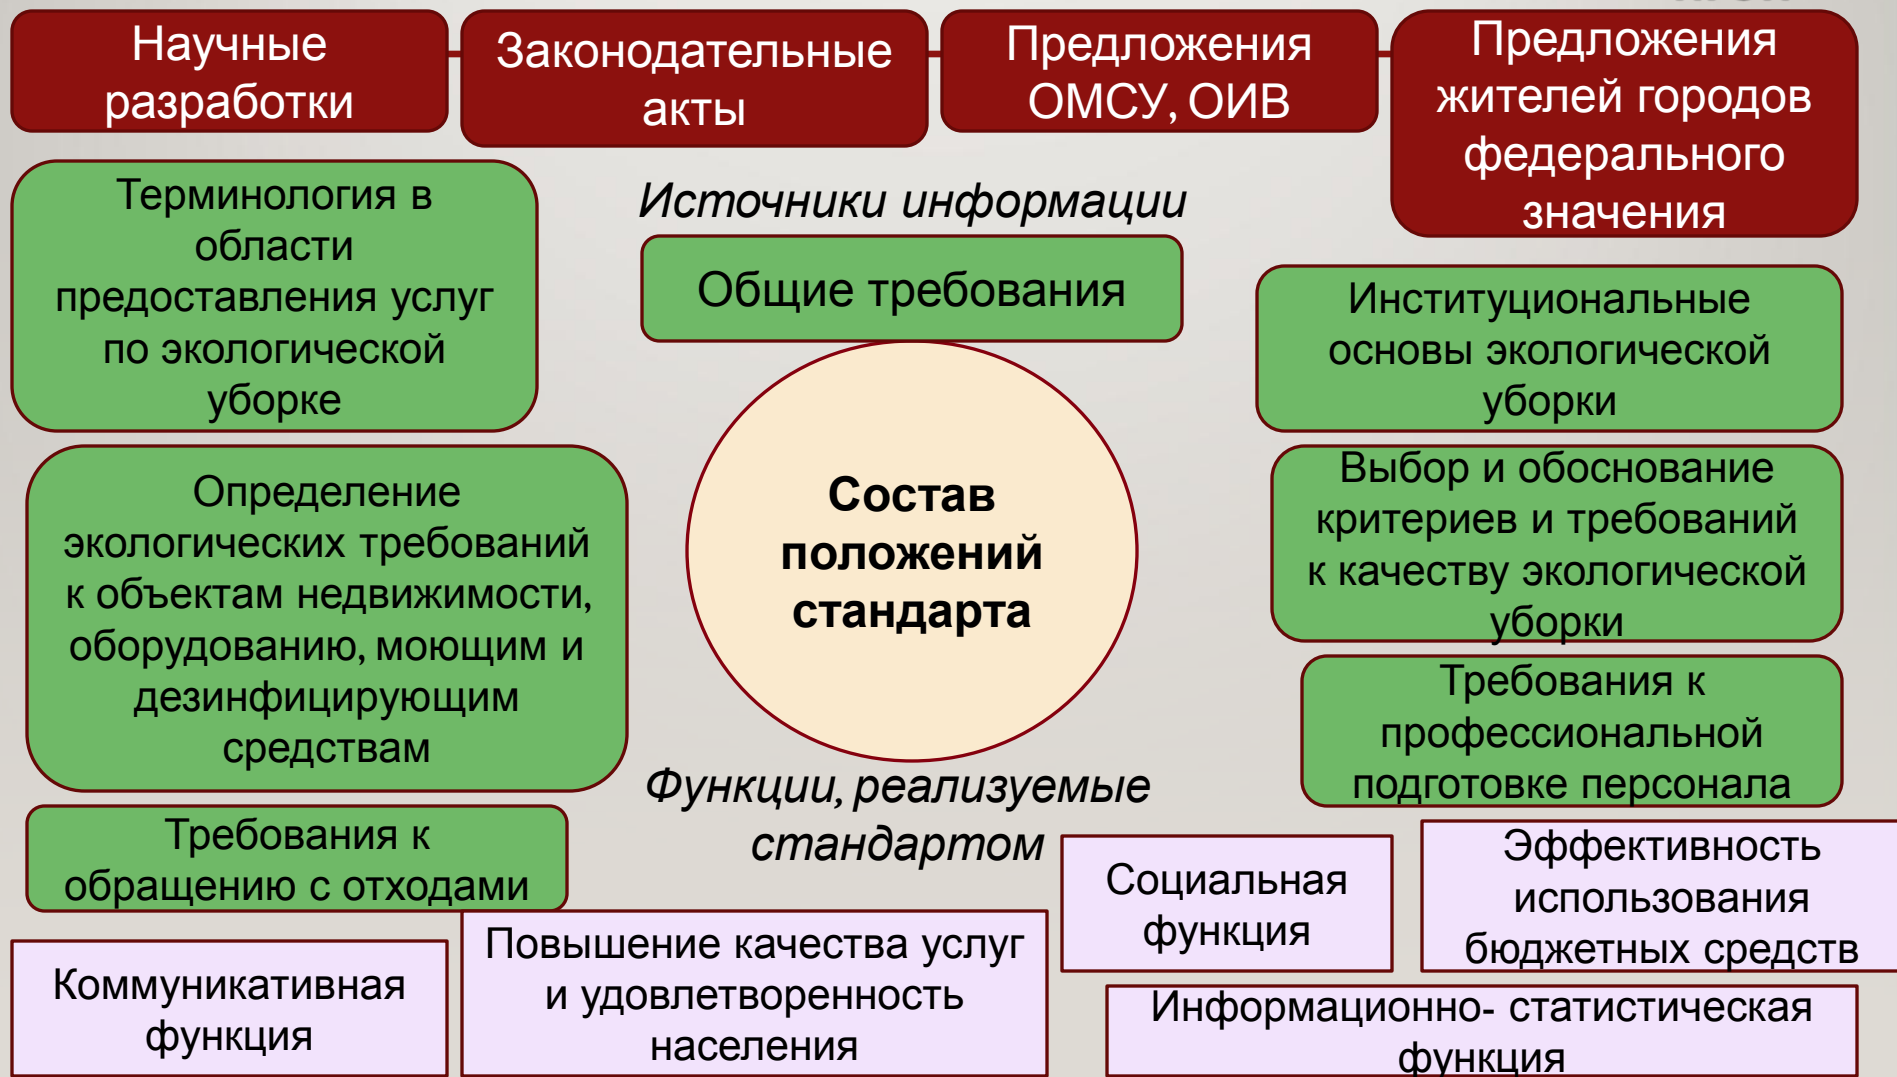 Научные
разработки
Законодательные
акты
Предложения
ОМСУ, ОИВ
Предложения
жителей городов
федерального
значения
Источники информации
Терминология в
области
предоставления услуг
по экологической
уборке
Общие требования
Институциональные
основы экологической
уборки
Определение
экологических требований
к объектам недвижимости,
оборудованию, моющим и
дезинфицирующим
средствам
Состав
положений
стандарта
Выбор и обоснование
критериев и требований
к качеству экологической
уборки
Требования к
профессиональной
подготовке персонала
Требования к
обращению с отходами
Функции, реализуемые
стандартом
Социальная
функция
Эффективность
использования
бюджетных средств
Коммуникативная
функция
Повышение качества услуг
и удовлетворенность
населения
Информационно- статистическая
функция